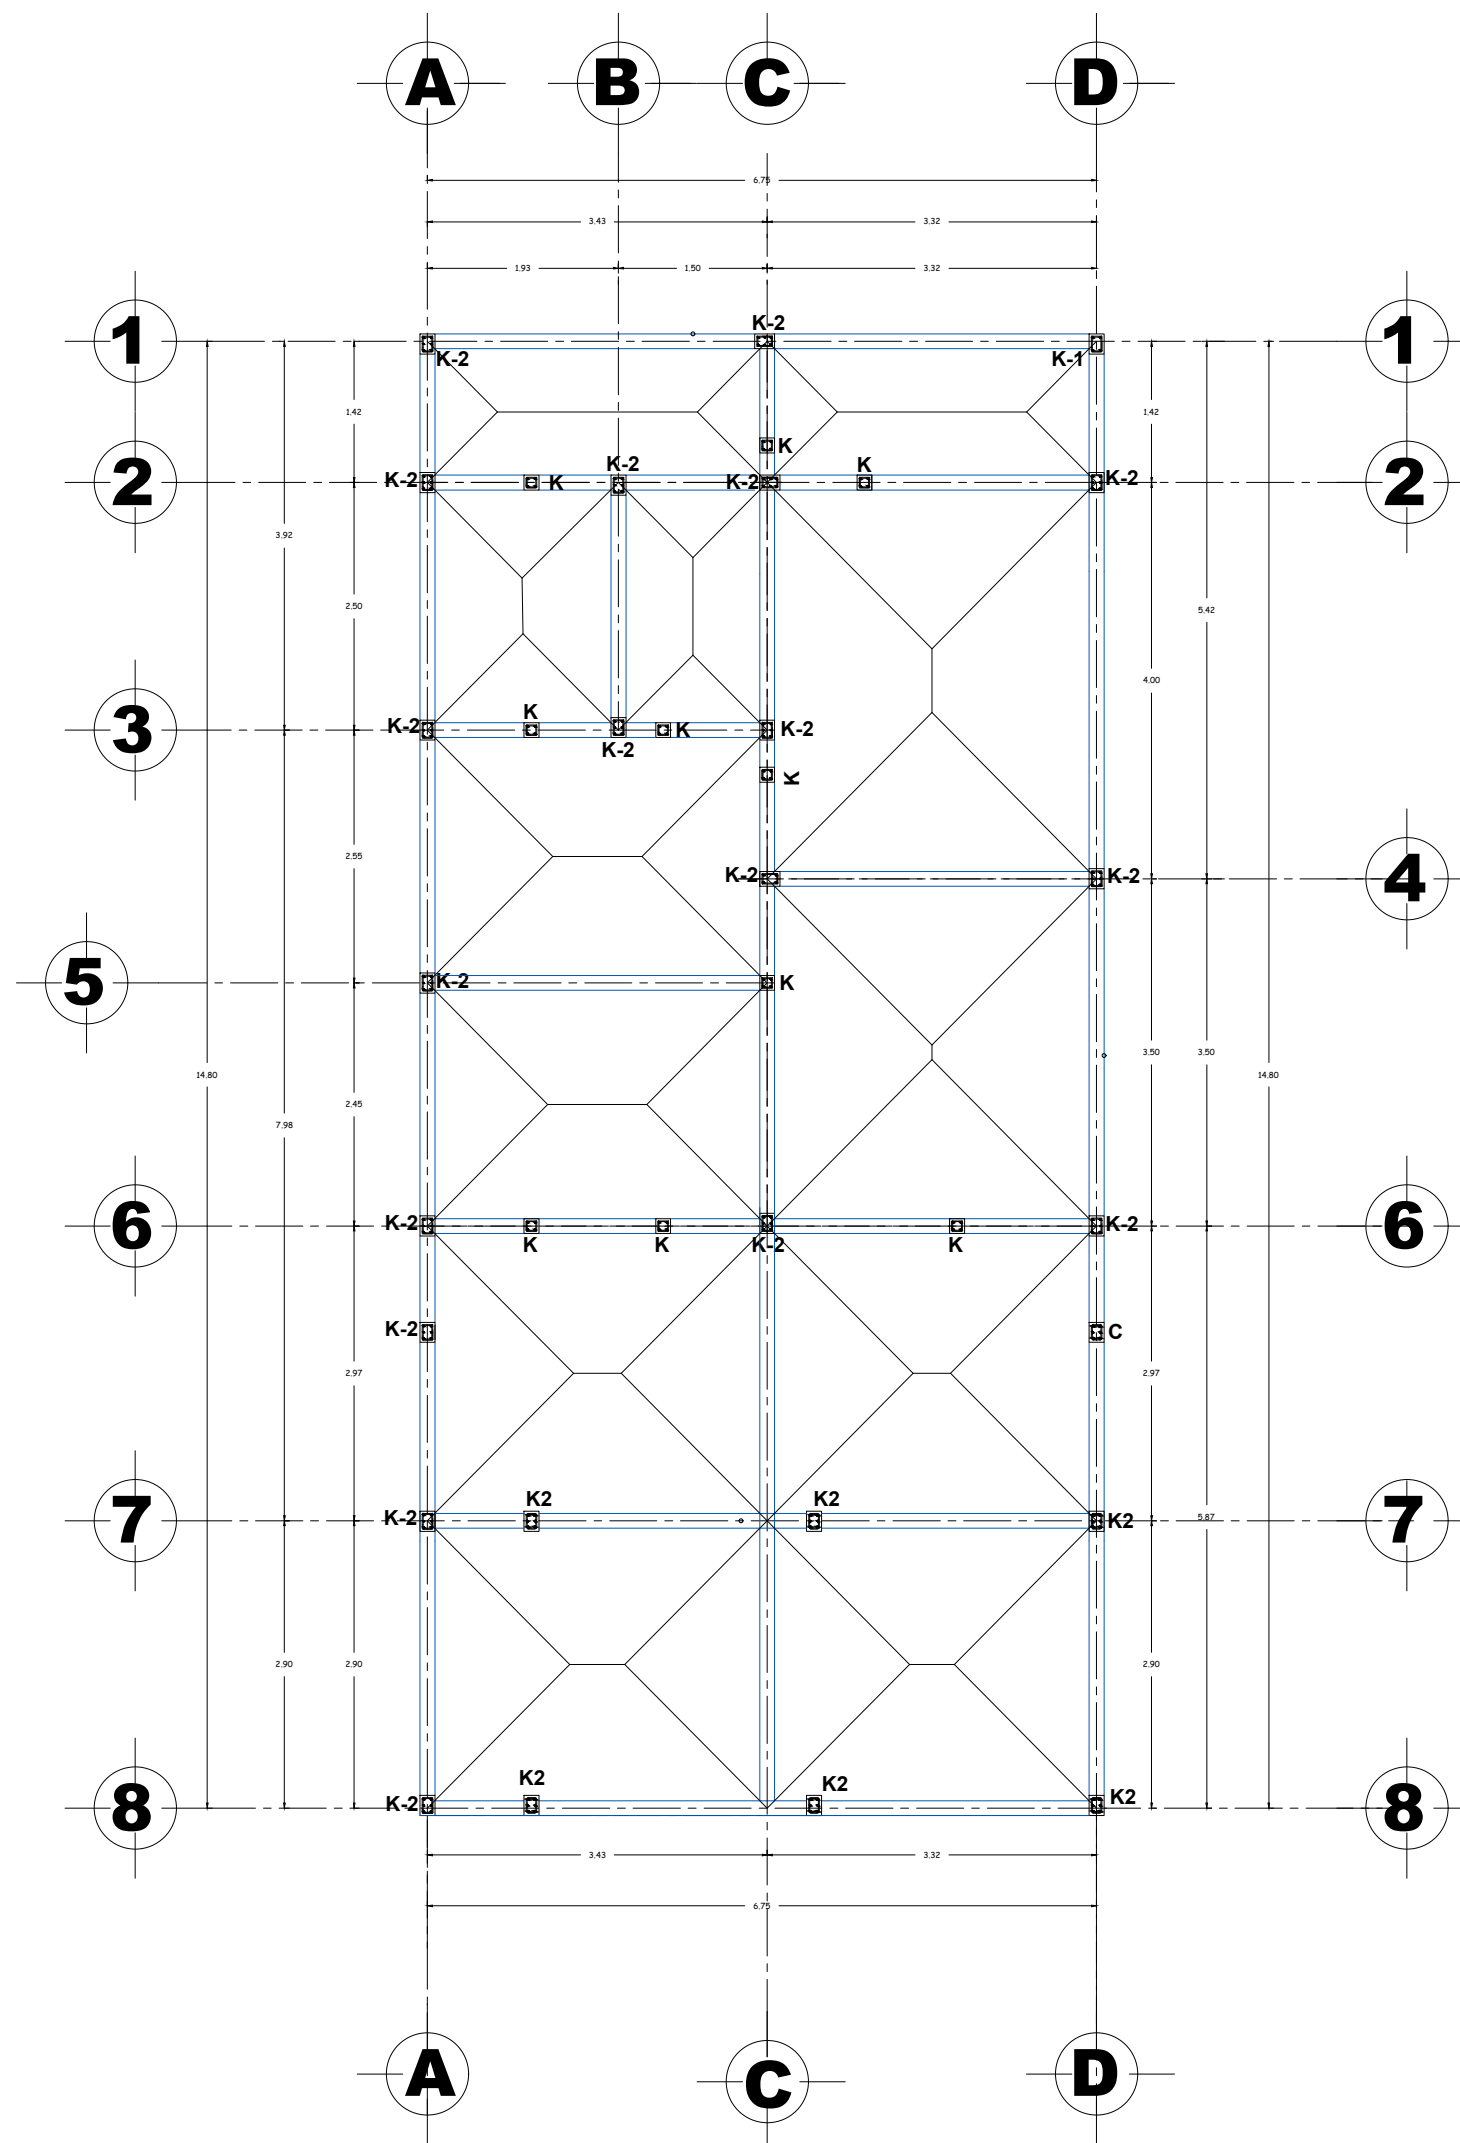 A B C D
6,75
3,43 3,32
1,93 1,50 3,32
K-2
1 1
K-2 K-1
1,42 1,42
K
K-2 K
2 K-2 K K-2 K-2 2
3,92
2,50 5,42
4,00
K
3 K-2 K K-2 3
K-2
K
2,55
K-2 K-2 4
5 K-2 K
3,50 3,50
14,80 14,80
2,45
7,98
6 K-2 K-2 6
K K K-2 K
K-2 C
2,97 2,97
K2 K2
7 K-2 K2 7
5,87
2,90 2,90 2,90
K2 K2
8 K-2 K2 8
3,43 3,32
6,75
A C D